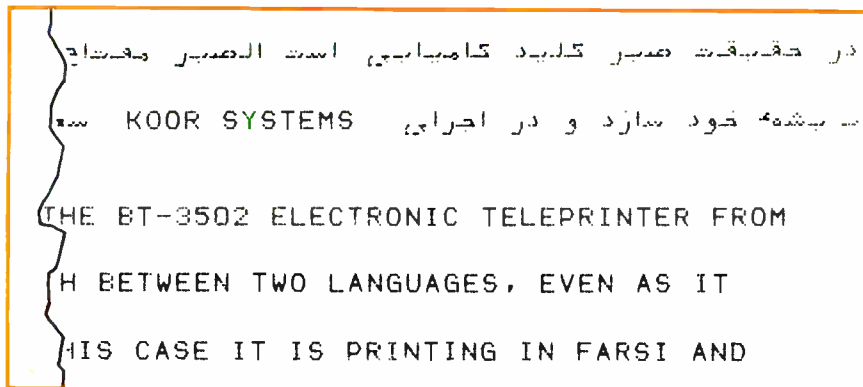 در حقیقت صبر کلید کامیابی است الصبر مفتاح
خود سازد و در اجرای KOOR SYSTEMS
THE BT-3502 ELECTRONIC TELEPRINTER FROM
H BETWEEN TWO LANGUAGES, EVEN AS IT
HIS CASE IT IS PRINTING IN FARSI AND